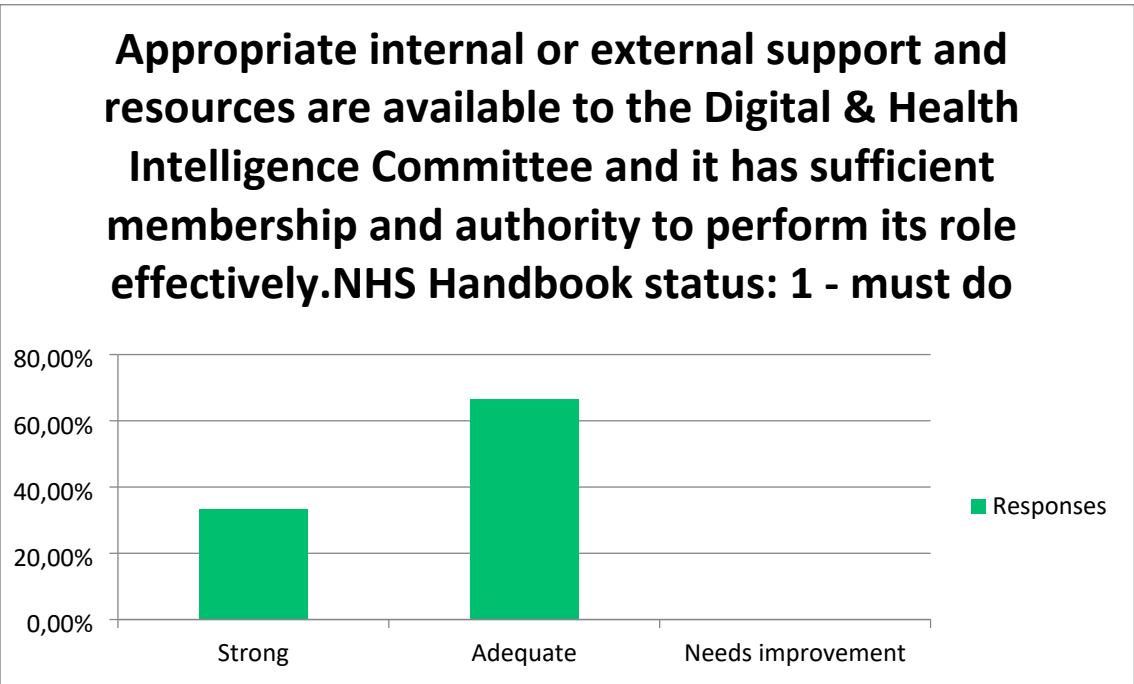 Appropriate internal or external support and
resources are available to the Digital & Health
Intelligence Committee and it has sufficient
membership and authority to perform its role
effectively.NHS Handbook status: 1 - must do
80,00%
60,00%
40,00%
20,00%
0,00%
Strong
Adequate
Needs improvement
Responses